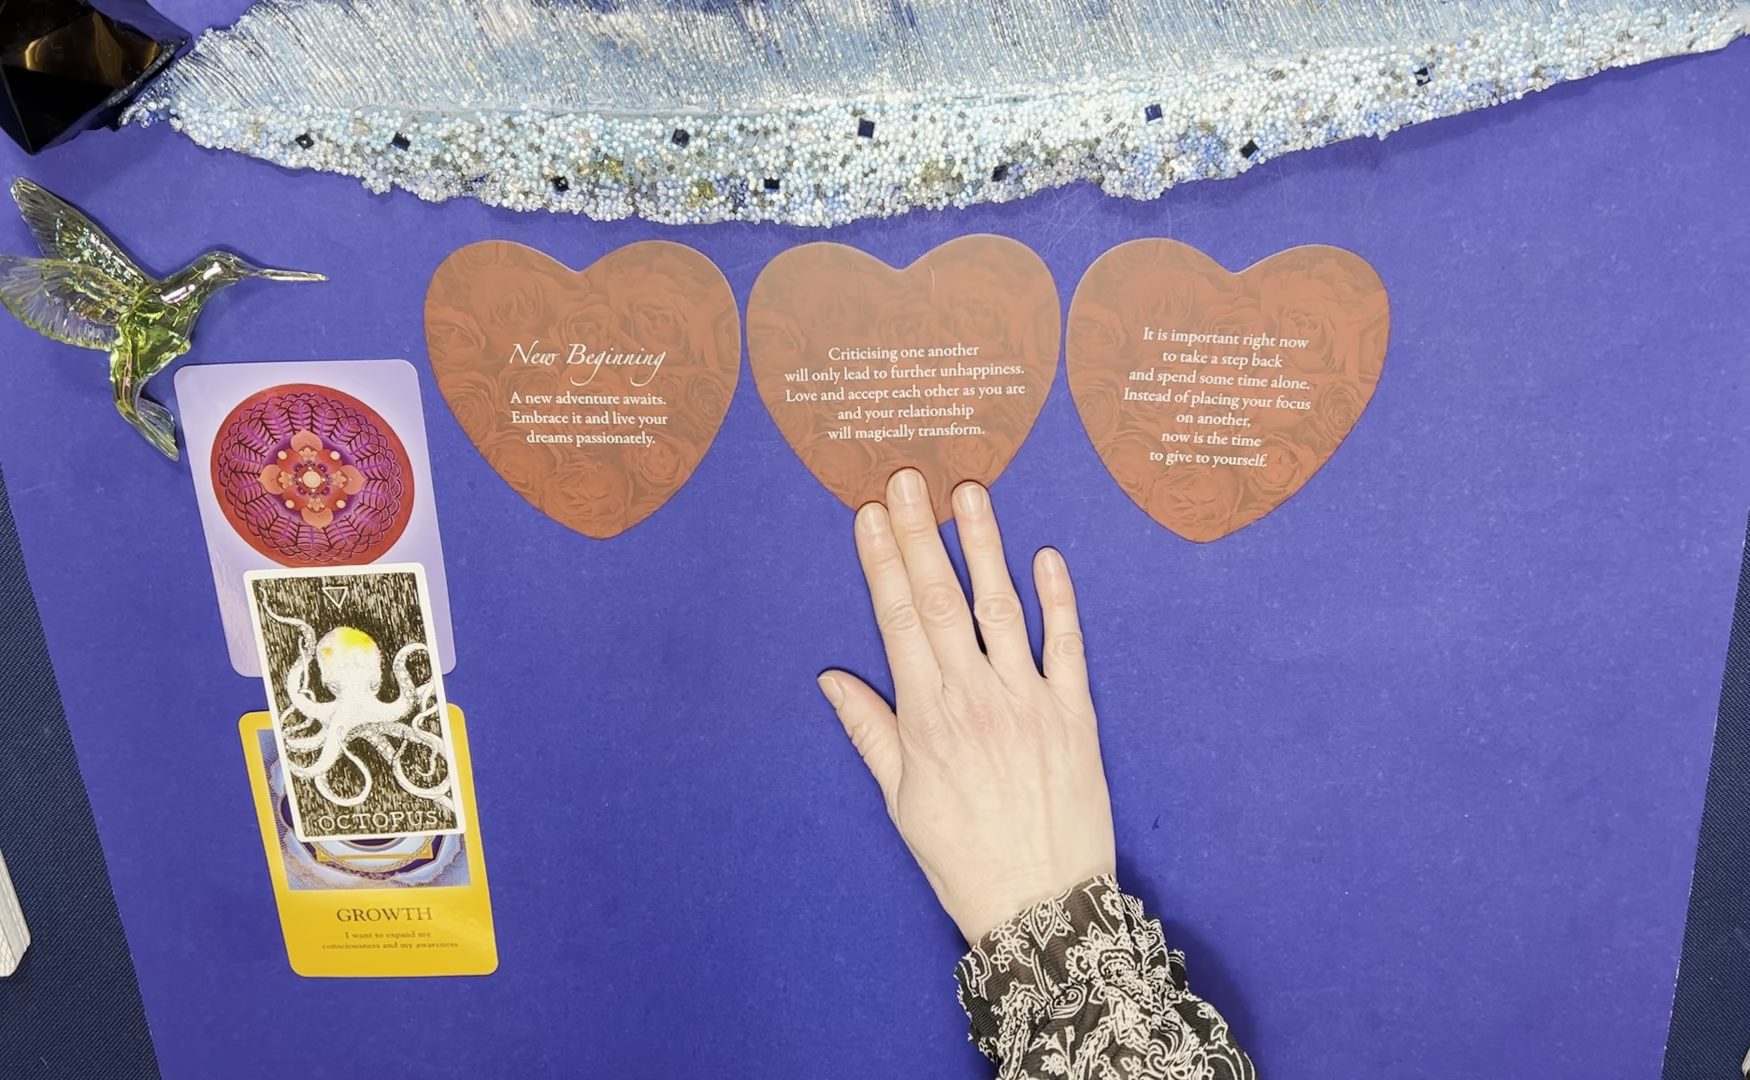 New Beginning
A new adventure awaits.
Embrace it and live your
dreams passionately.
Criticising one another
will only lead to further unhappiness.
Love and accept each other as you are
and your relationship
will magically transform.
It is important right now
to take a step back
and spend some time alone.
Instead of placing your focus
on another,
now is the time
to give to yourself.
OCTOPUS
GROWTH
I want to expand my
consciousness and my awareness